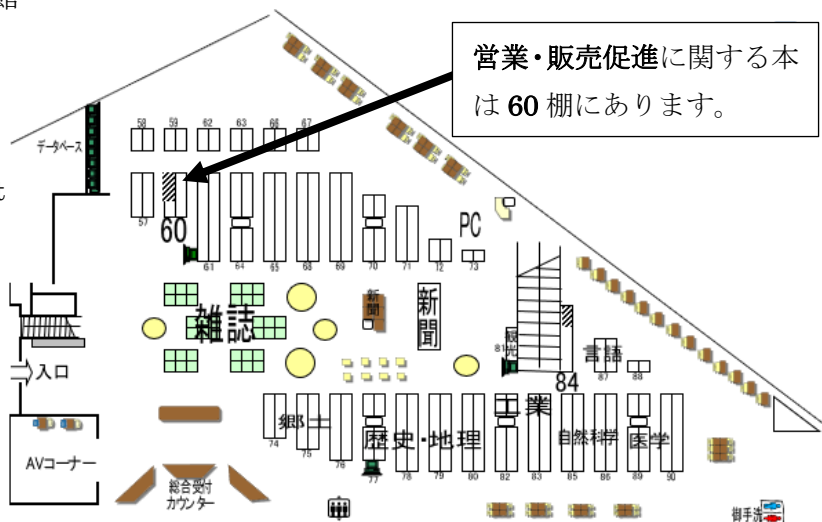 館
営業・販売促進に関する本
は 60 棚にあります。
58 59 62 63 66 67
データベース
57 60 61 64 65 68 69 70 71 72 73
PC
雑誌
新聞
新聞
観光
81
84
言語
87 88
入口
郷土
歴史・地理
工業
自然科学
医学
74 75 76 77 78 79 80 82 83 85 86 89 90
AVコーナー
総合受付
カウンター
御手洗